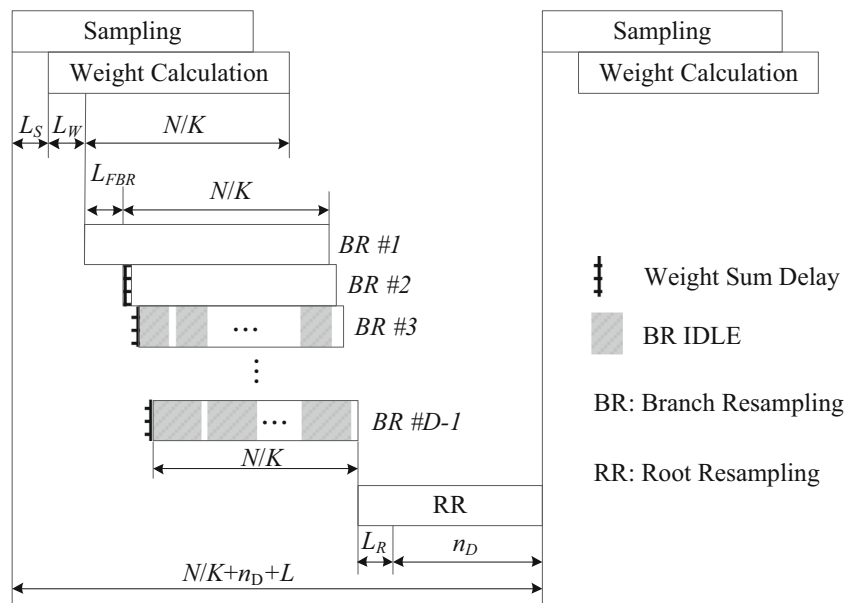 Sampling
Sampling
Weight Calculation
Weight Calculation
L_S
L_W
N/K
L_FBR
N/K
BR #1
BR #2
BR #3
...
⋮
BR #D-1
...
N/K
RR
L_R
n_D
N/K+n_D+L
Weight Sum Delay
BR IDLE
BR: Branch Resampling
RR: Root Resampling